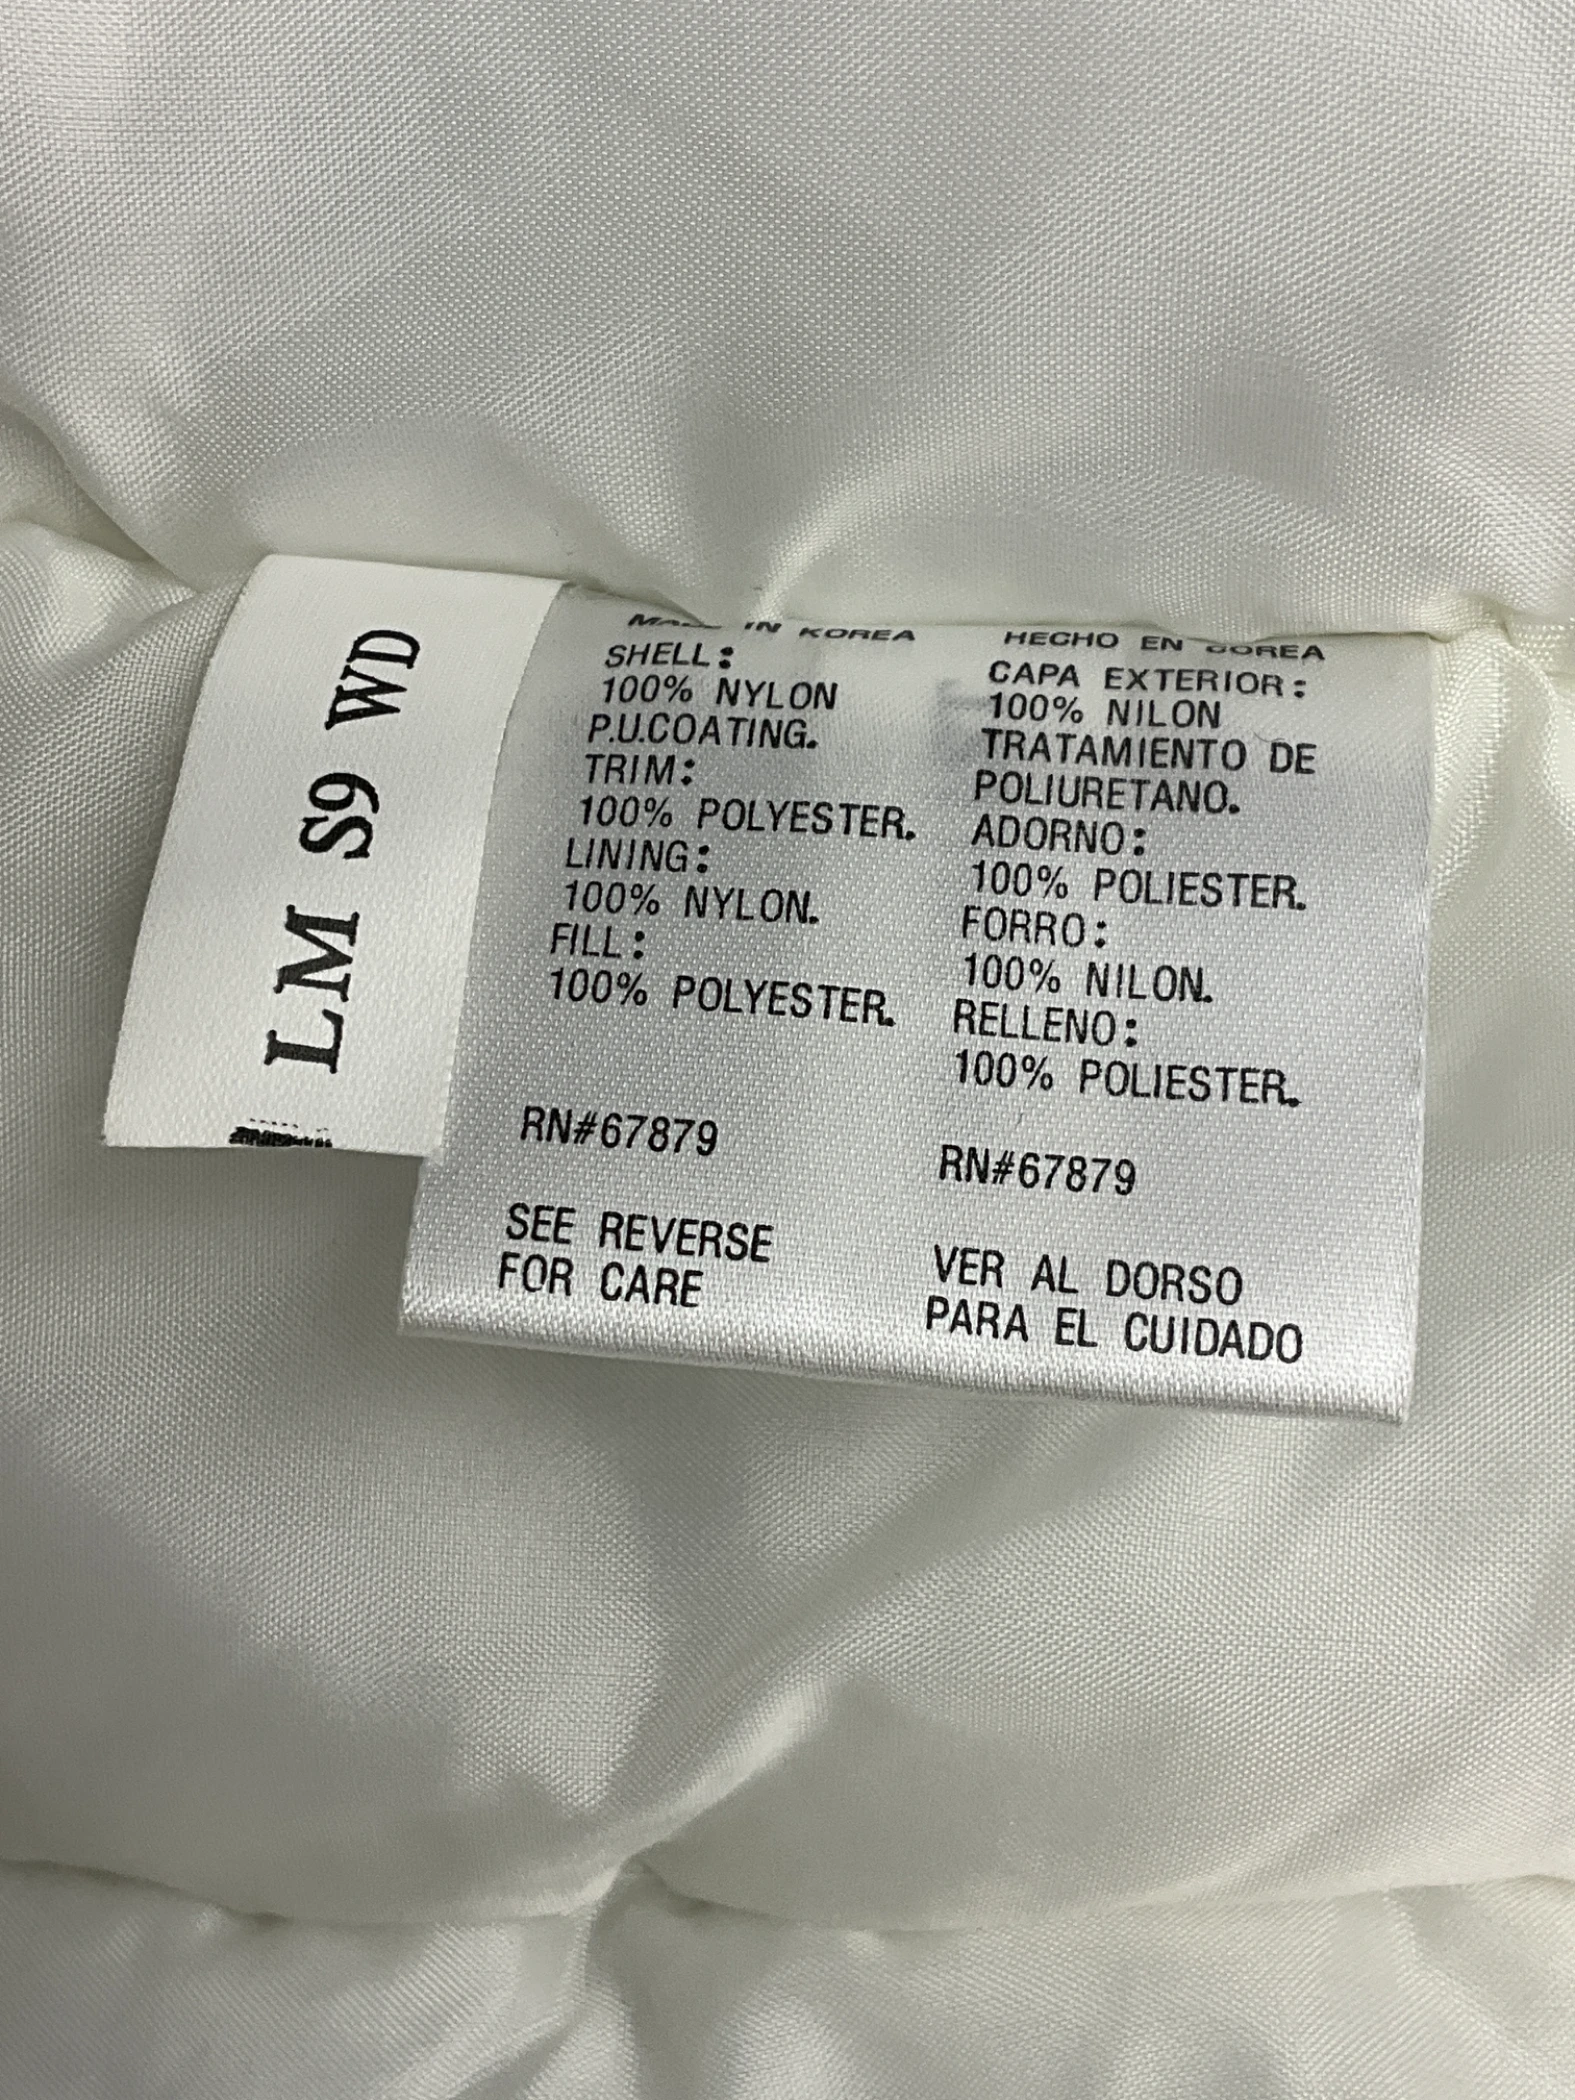 LM S9 WD
MADE IN KOREA
SHELL:
100% NYLON
P.U.COATING.
TRIM:
100% POLYESTER.
LINING:
100% NYLON.
FILL:
100% POLYESTER.
RN#67879
SEE REVERSE
FOR CARE
HECHO EN COREA
CAPA EXTERIOR:
100% NILON
TRATAMIENTO DE
POLIURETANO.
ADORNO:
100% POLIESTER.
FORRO:
100% NILON.
RELLENO:
100% POLIESTER.
RN#67879
VER AL DORSO
PARA EL CUIDADO